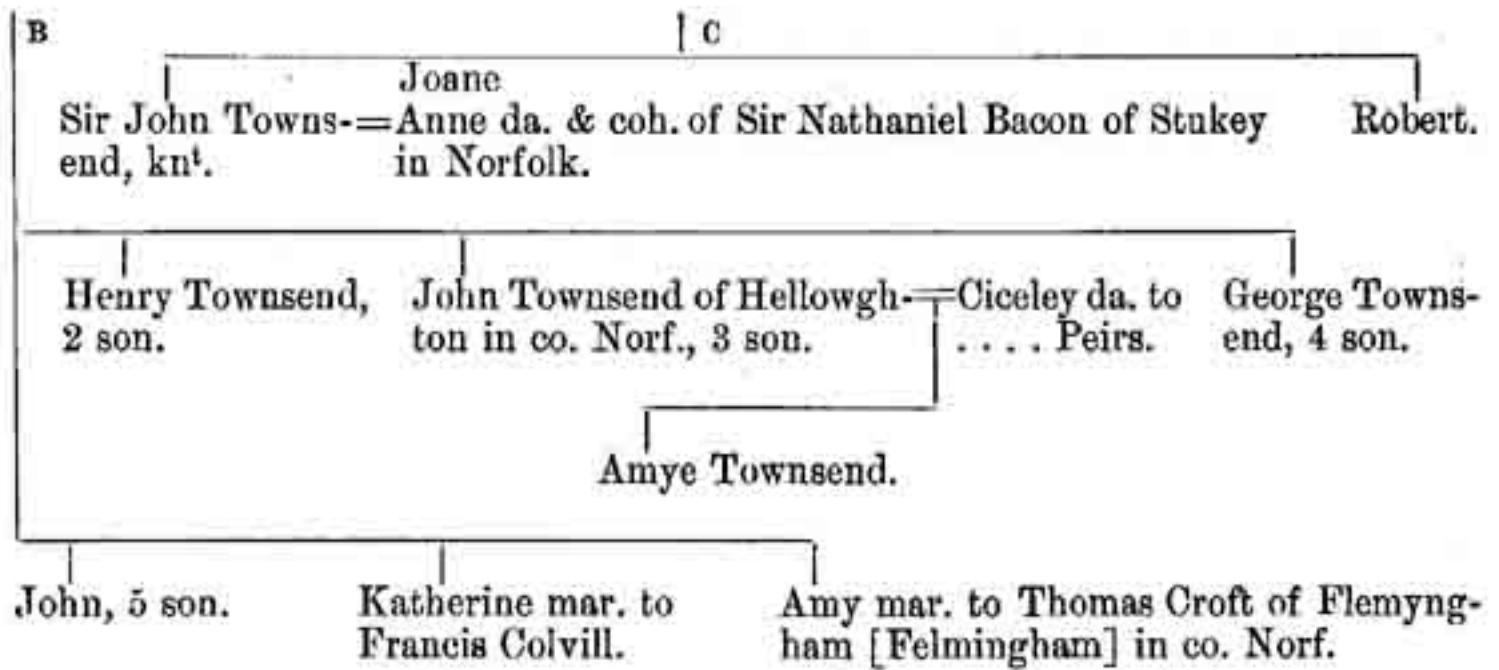 B C
Joane
Sir John Towns-=Anne da. & coh. of Sir Nathaniel Bacon of Stukey Robert.
end, knᵗ. in Norfolk.
Henry Townsend, John Townsend of Hellowgh-=Ciceley da. to George Towns-
2 son. ton in co. Norf., 3 son. .... Peirs. end, 4 son.
Amye Townsend.
John, 5 son. Katherine mar. to Amy mar. to Thomas Croft of Flemyng-
Francis Colvill. ham [Felmingham] in co. Norf.